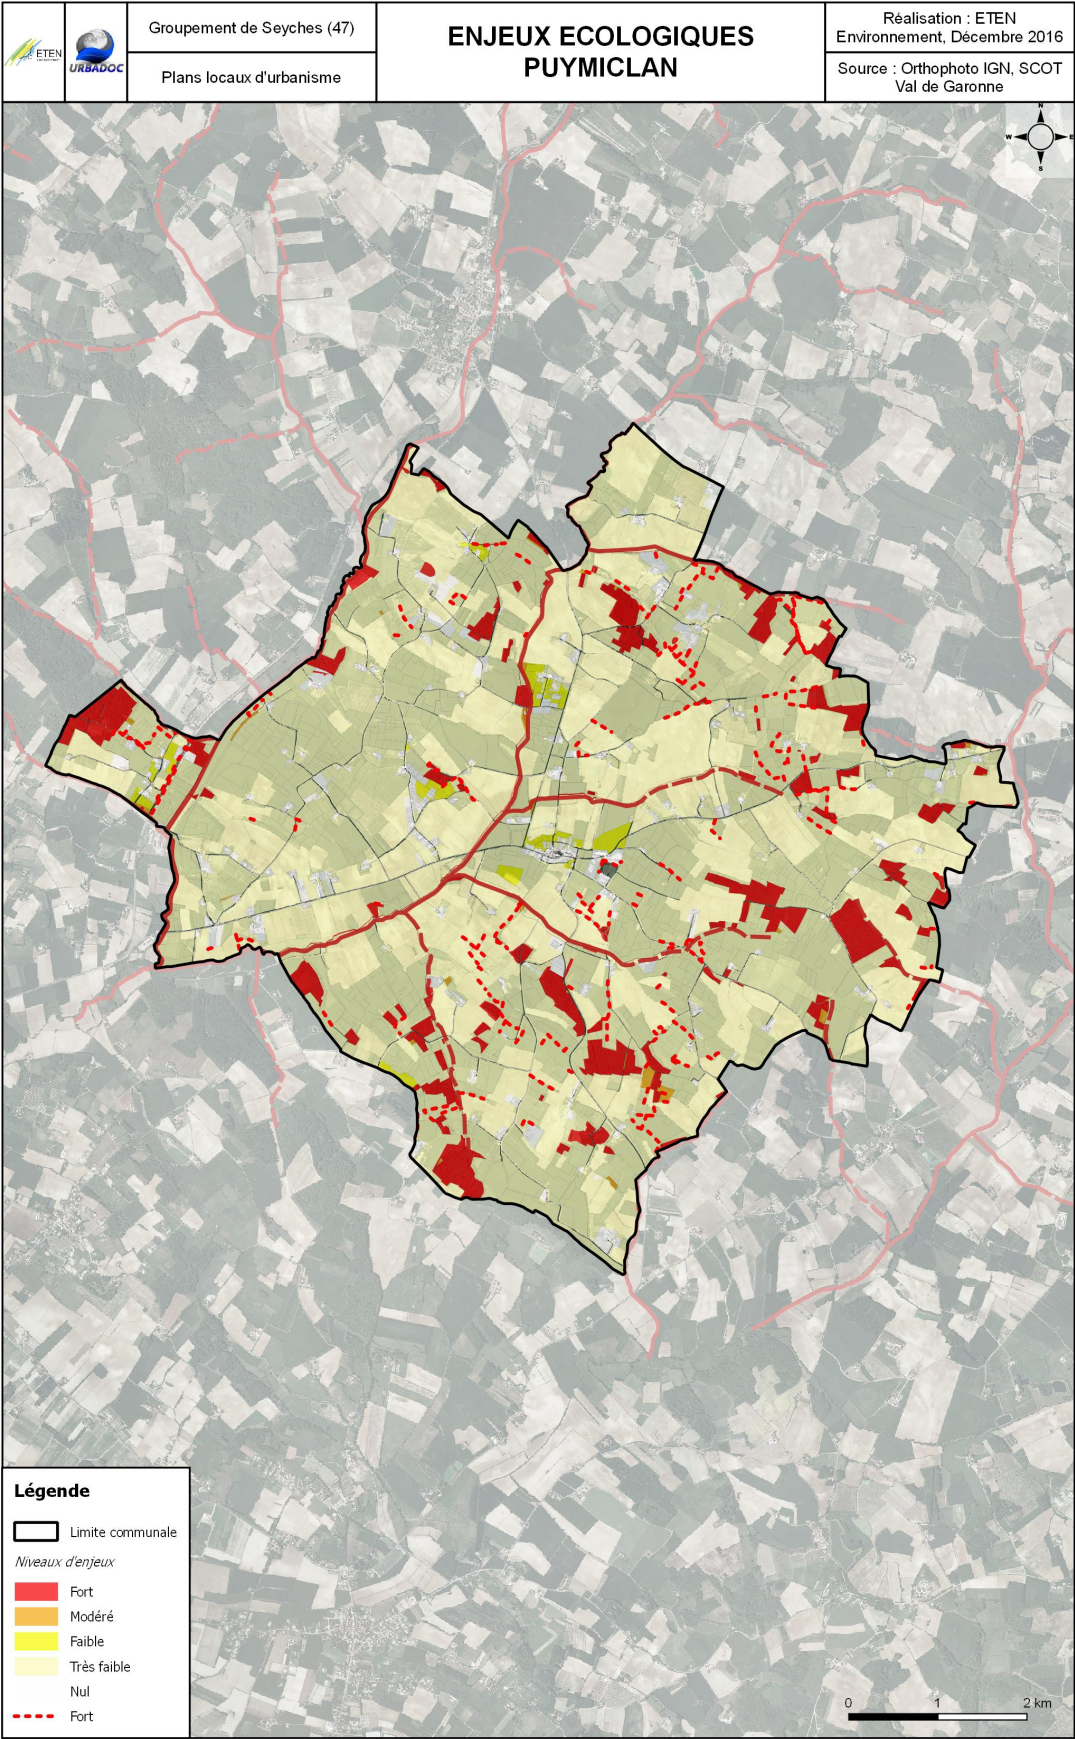 ETEN
URBADOC
Groupement de Seyches (47)
Plans locaux d'urbanisme
ENJEUX ECOLOGIQUES
PUYMICLAN
Réalisation : ETEN
Environnement, Décembre 2016
Source : Orthophoto IGN, SCOT
Val de Garonne
N
W E
S
Légende
Limite communale
Niveaux d'enjeux
Fort
Modéré
Faible
Très faible
Nul
Fort
0 1 2 km